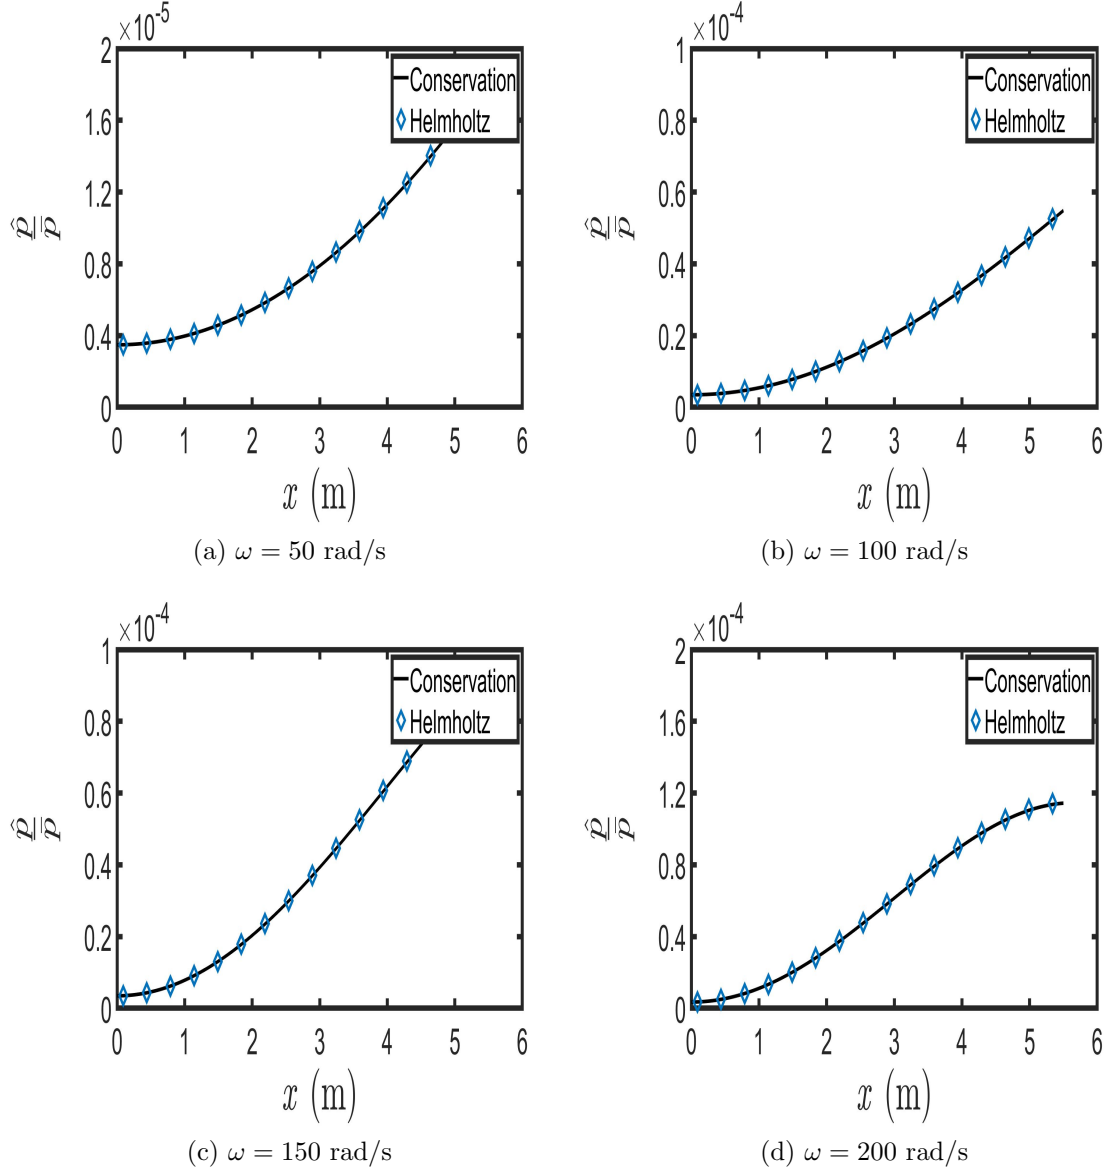 ×10-5
2
1.6
1.2
0.8
0.4
0
0 1 2 3 4 5 6
Conservation
Helmholtz
p̂
p̄
x (m)
(a) ω = 50 rad/s
×10-4
1
0.8
0.6
0.4
0.2
0
0 1 2 3 4 5 6
Conservation
Helmholtz
p̂
p̄
x (m)
(b) ω = 100 rad/s
×10-4
1
0.8
0.6
0.4
0.2
0
0 1 2 3 4 5 6
Conservation
Helmholtz
p̂
p̄
x (m)
(c) ω = 150 rad/s
×10-4
2
1.6
1.2
0.8
0.4
0
0 1 2 3 4 5 6
Conservation
Helmholtz
p̂
p̄
x (m)
(d) ω = 200 rad/s